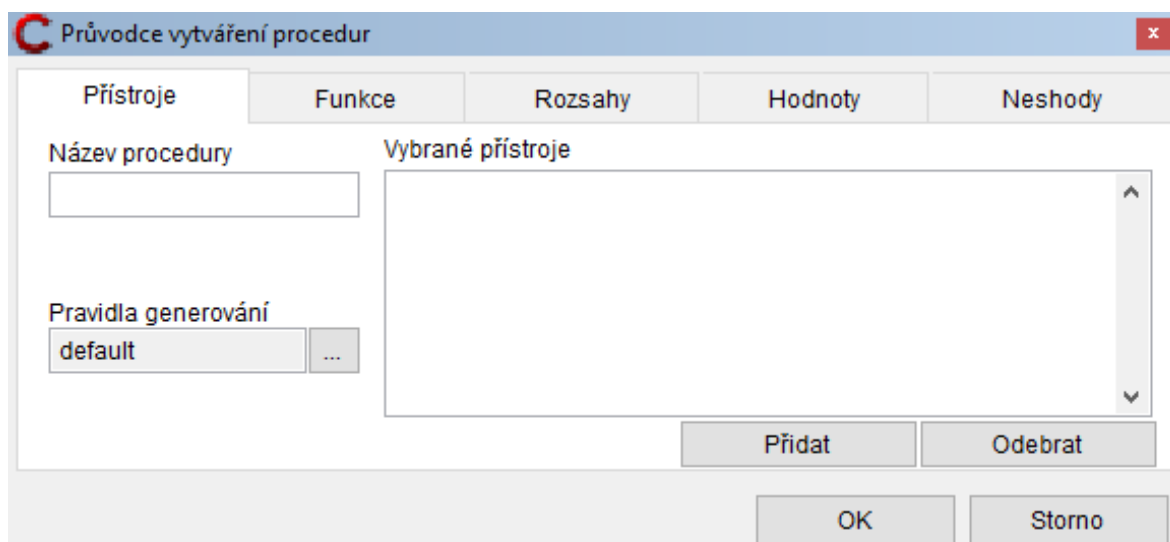 Průvodce vytváření procedur
x
Přístroje Funkce Rozsahy Hodnoty Neshody
Název procedury
Vybrané přístroje
Pravidla generování
default ...
Přidat Odebrat
OK Storno